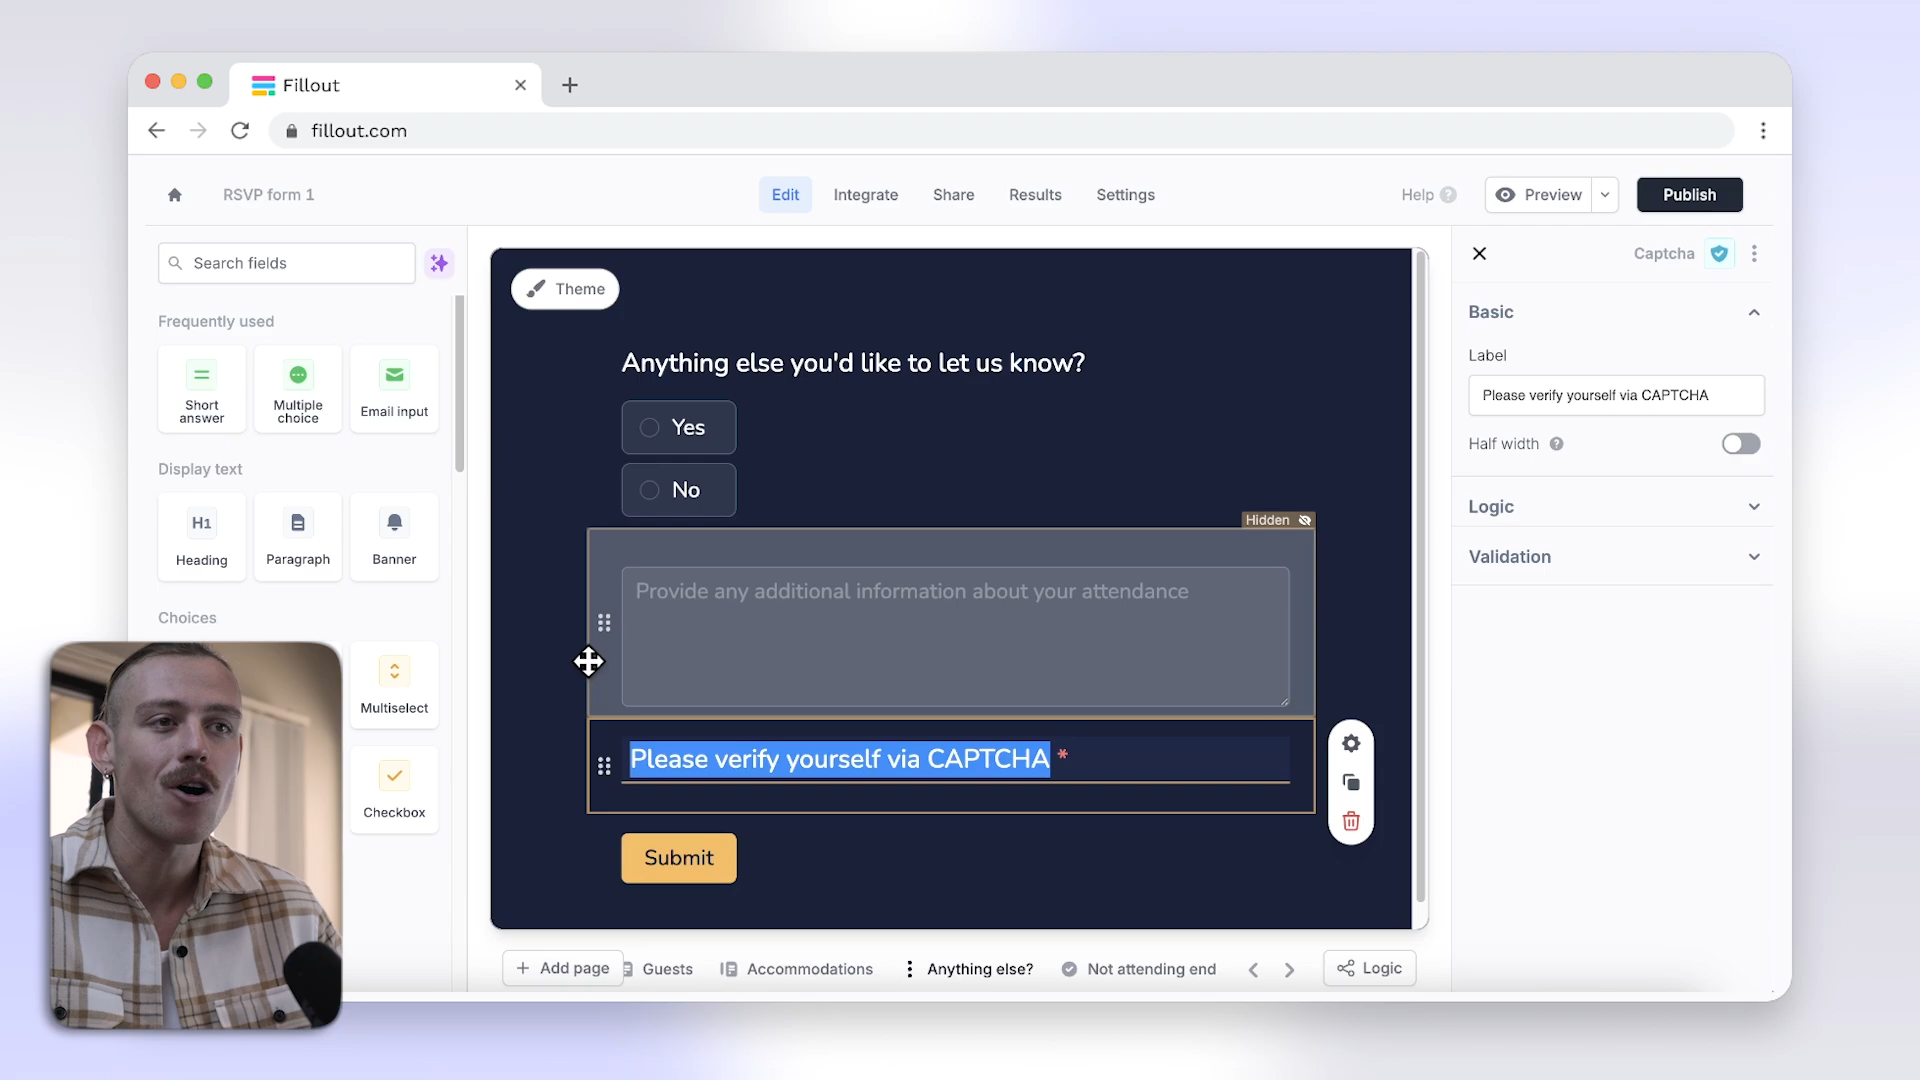 Fillout
fillout.com
RSVP form 1
Edit
Integrate
Share
Results
Settings
Help
Preview
Publish
Search fields
Frequently used
Short answer
Multiple choice
Email input
Display text
H1
Heading
Paragraph
Banner
Choices
Multiselect
Checkbox
Theme
Anything else you'd like to let us know?
Yes
No
Hidden
Provide any additional information about your attendance
Please verify yourself via CAPTCHA *
Submit
Add page
Guests
Accommodations
Anything else?
Not attending end
Logic
Captcha
Basic
Label
Please verify yourself via CAPTCHA
Half width
Logic
Validation